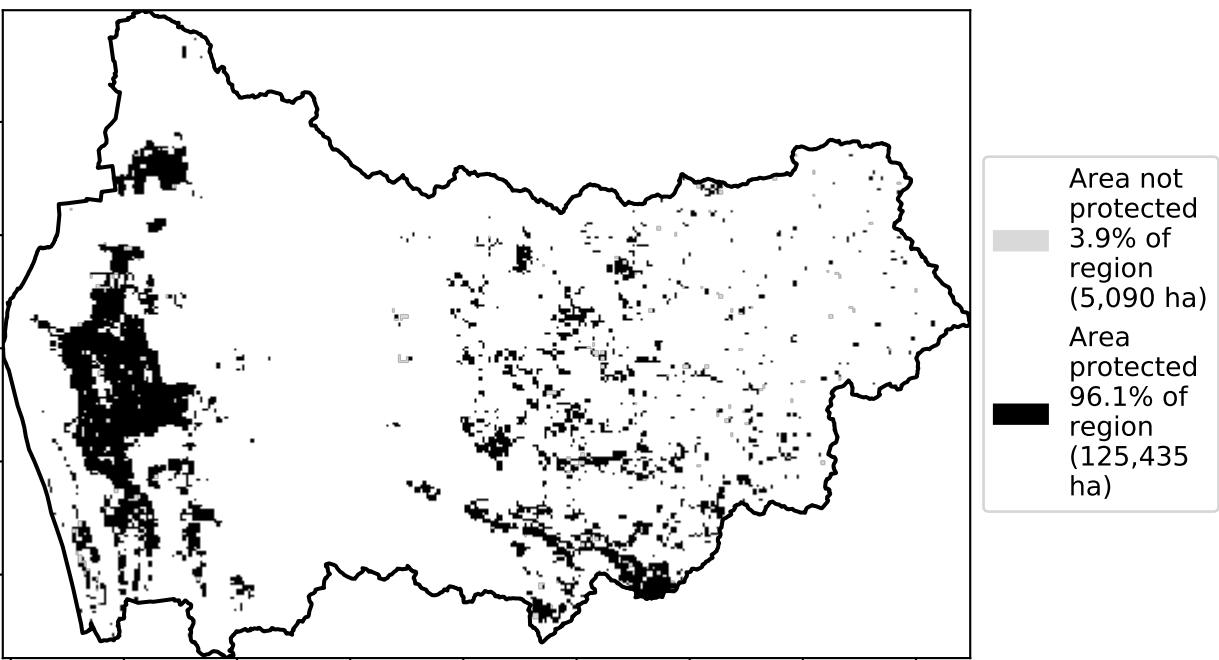 Area not
protected
3.9% of
region
(5,090 ha)
Area
protected
96.1% of
region
(125,435
ha)